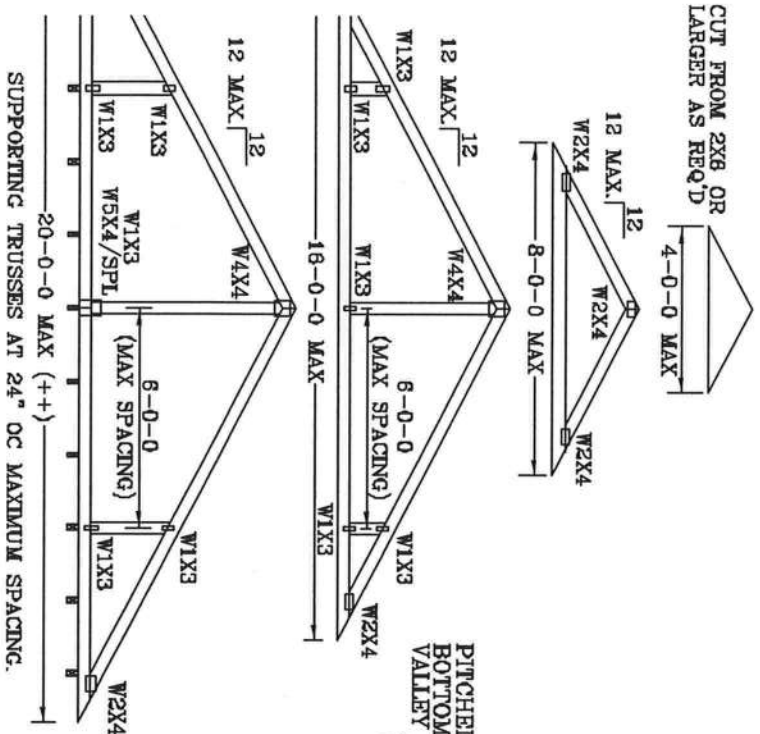 CUT FROM 2X6 OR
LARGER AS REQ'D
4-0-0 MAX
12
12 MAX.
W2X4
W2X4
W2X4
8-0-0 MAX
12
12 MAX.
W1X3
W4X4
W1X3
W1X3
6-0-0
(MAX SPACING)
W1X3
W1X3
W2X4
16-0-0 MAX
PITCHE
BOTTOM
VALLEY
12
12 MAX.
W1X3
W4X4
W1X3
W1X3
W5X4/SPL
6-0-0
(MAX SPACING)
W1X3
W1X3
W2X4
20-0-0 MAX (++)
SUPPORTING TRUSSES AT 24" OC MAXIMUM SPACING.